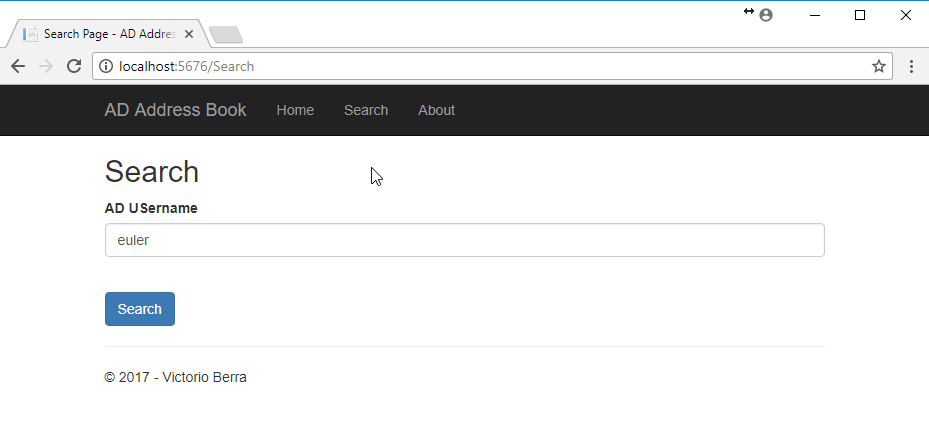 Search Page - AD Addres
localhost:5676/Search
AD Address Book Home Search About
Search
AD USername
euler
Search
© 2017 - Victorio Berra